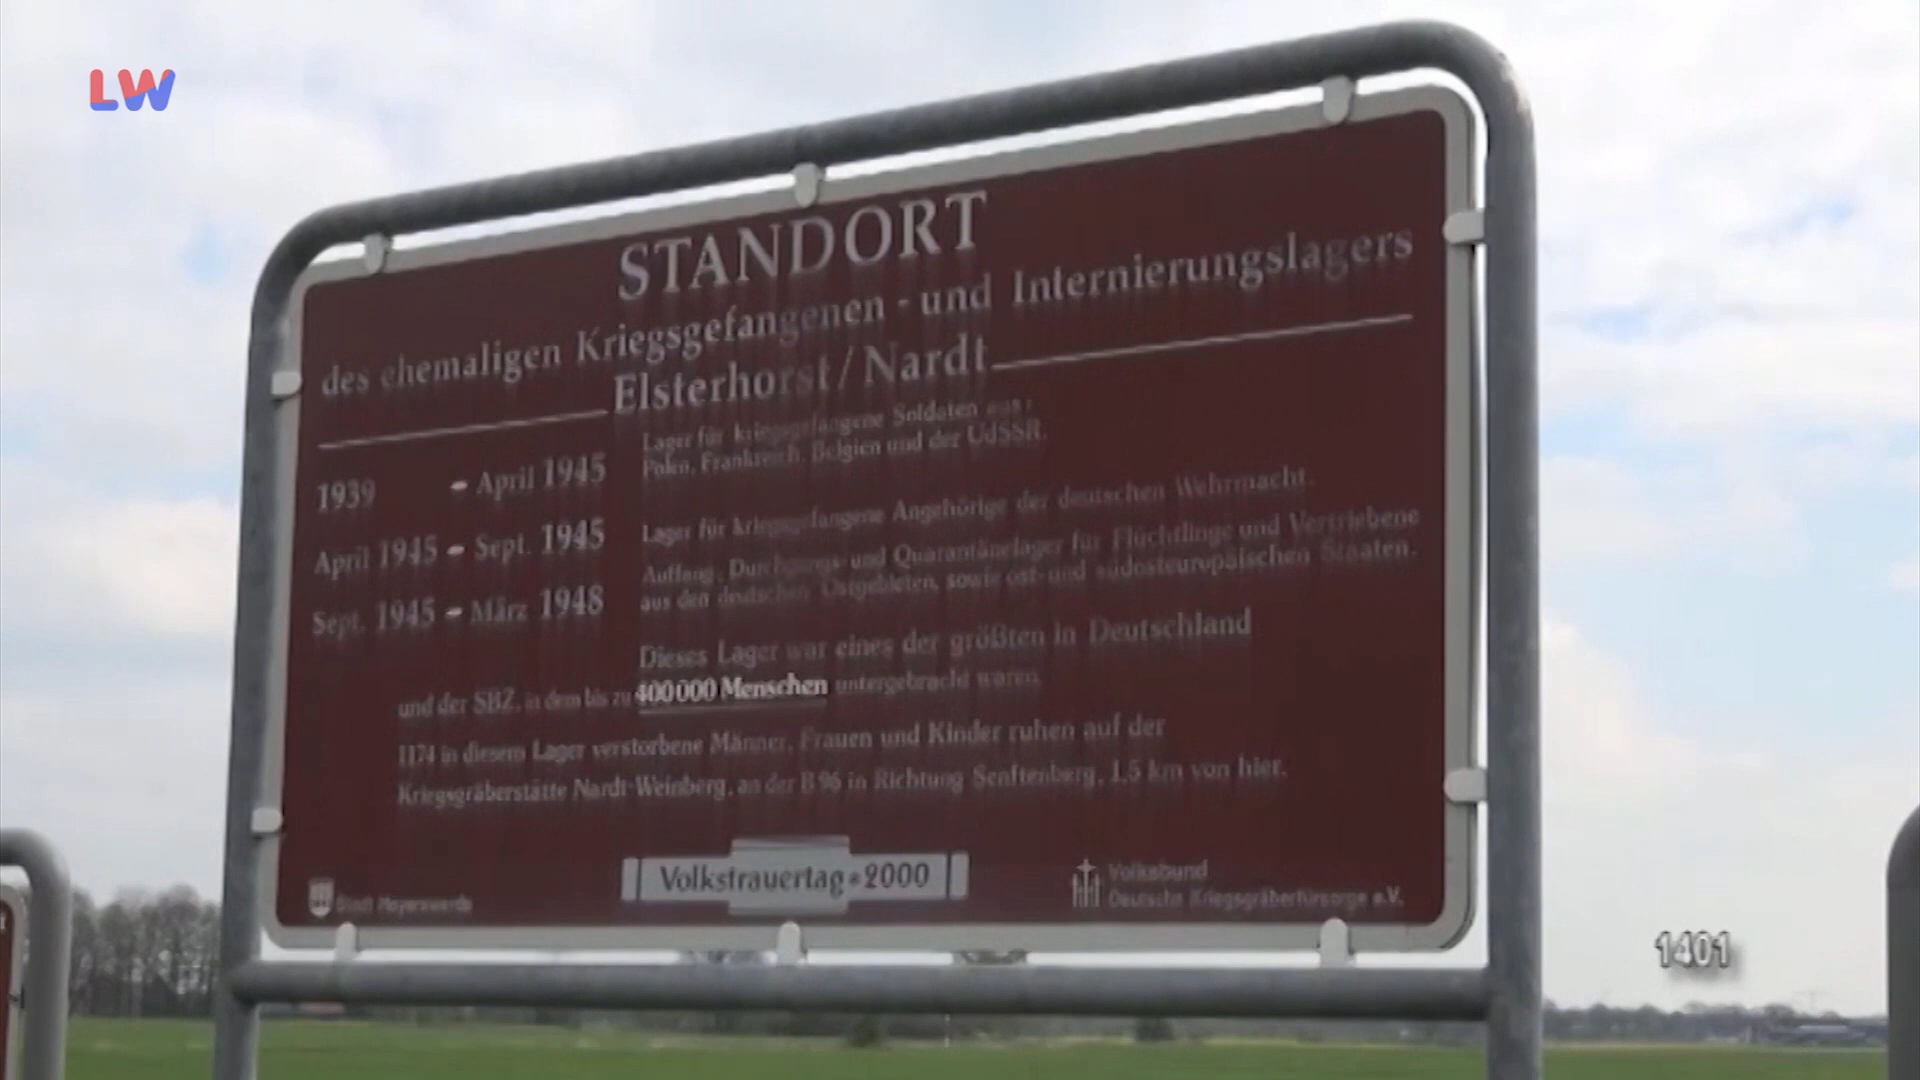 LW
STANDORT
des ehemaligen Kriegsgefangenen - und Internierungslagers
Elsterhorst / Nardt
1939 - April 1945
Lager für kriegsgefangene Soldaten aus:
Polen, Frankreich, Belgien und der UdSSR.
April 1945 - Sept. 1945
Lager für kriegsgefangene Angehörige der deutschen Wehrmacht.
Sept. 1945 - März 1948
Auffang-, Durchgangs- und Quarantänelager für Flüchtlinge und Vertriebene
aus den deutschen Ostgebieten, sowie ost- und südosteuropäischen Staaten.
Dieses Lager war eines der größten in Deutschland
und der SBZ, in dem bis zu 400000 Menschen untergebracht waren.
1174 in diesem Lager verstorbene Männer, Frauen und Kinder ruhen auf der
Kriegsgräberstätte Nardt-Weinberg, an der B 96 in Richtung Senftenberg, 1,5 km von hier.
Volkstrauertag 2000
Stadt Hoyerswerda
Volksbund
Deutsche Kriegsgräberfürsorge e.V.
1401